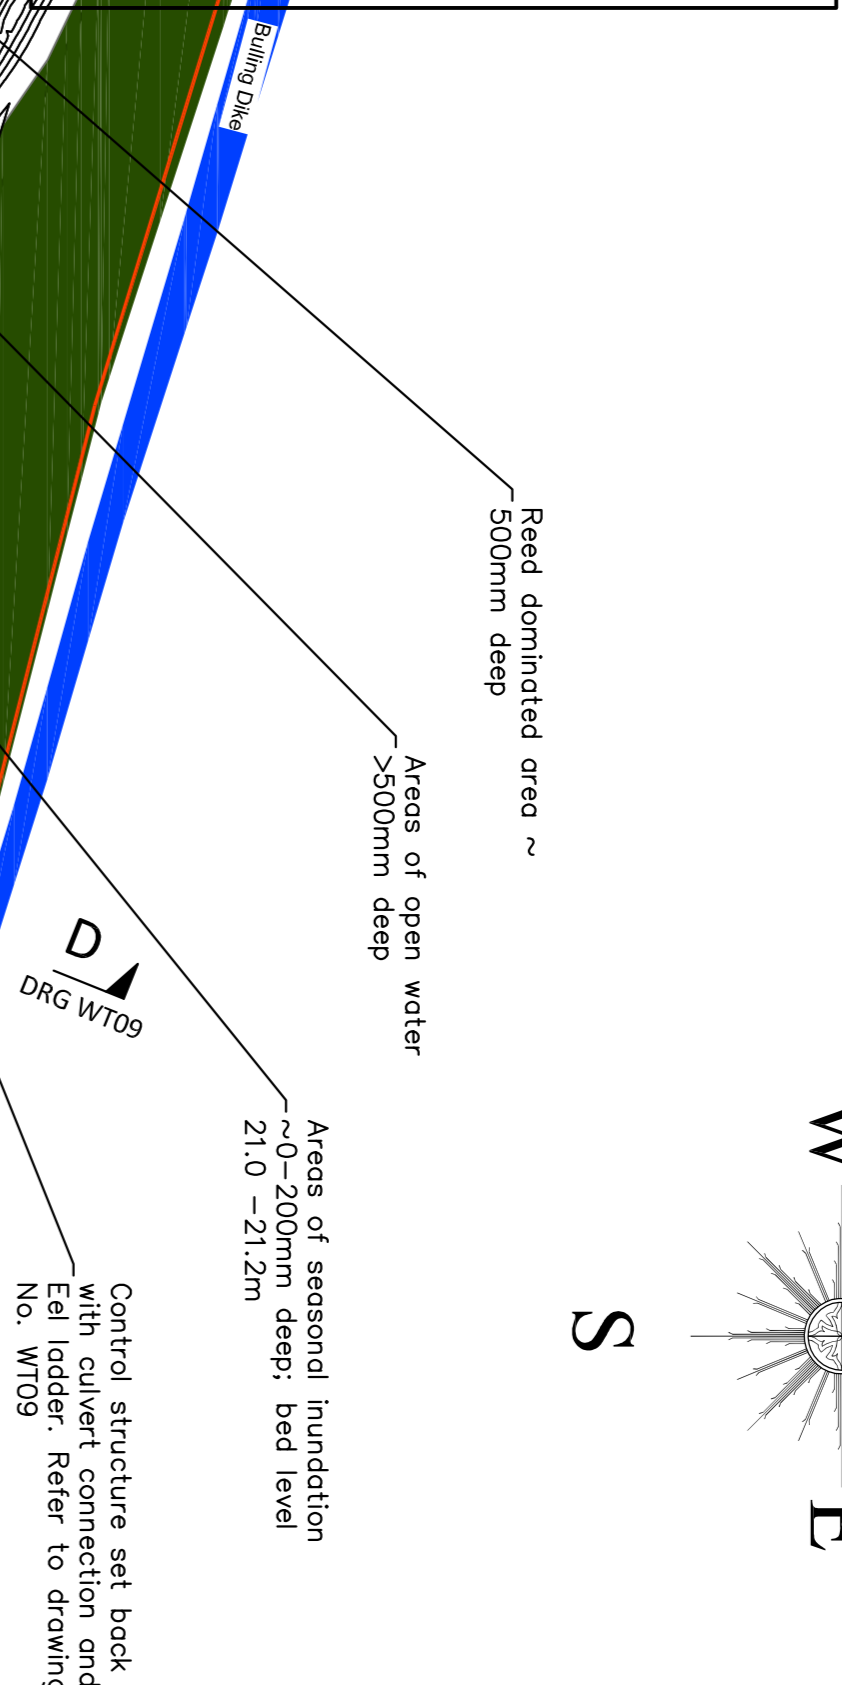 Bulling Dike
Reed dominated area ~
500mm deep
Areas of open water
>500mm deep
D
DRG WT09
Areas of seasonal inundation
~0-200mm deep; bed level
21.0 -21.2m
Control structure set back
with culvert connection and
Eel ladder. Refer to drawing
No. WT09
W
S
E